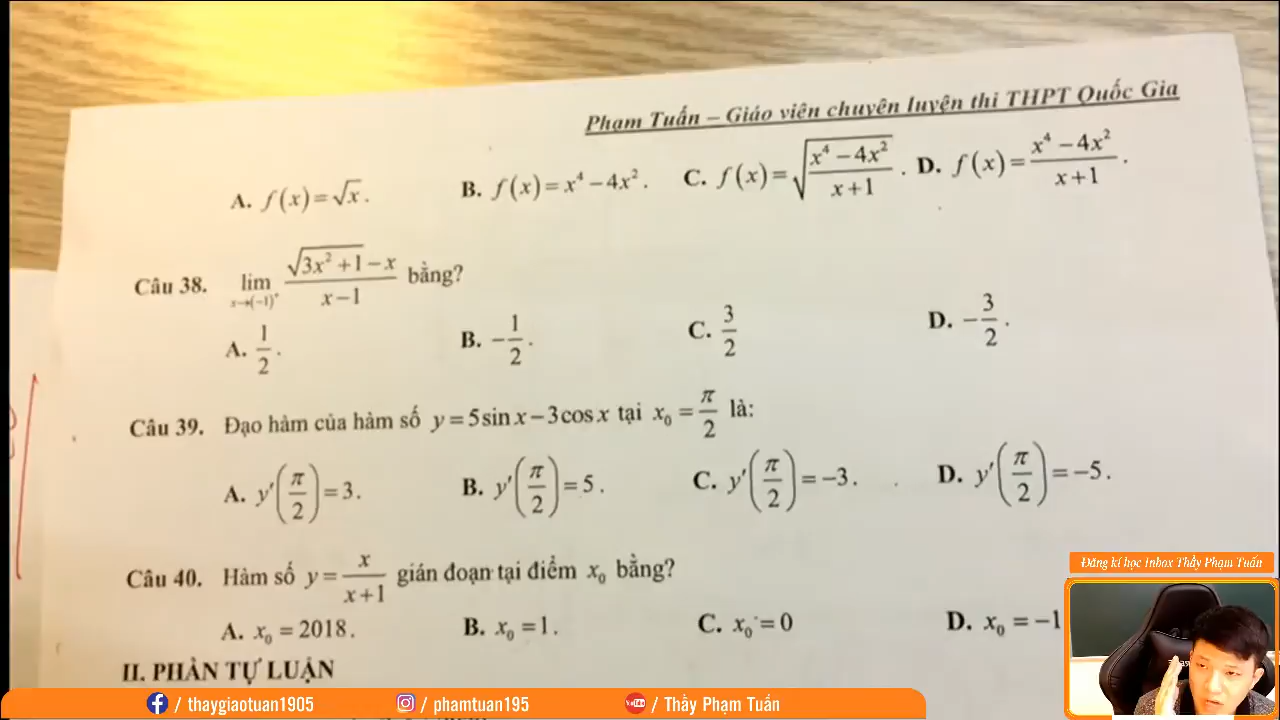 Phạm Tuấn – Giáo viên chuyên luyện thi THPT Quốc Gia
A. f(x)=√x. B. f(x)=x⁴−4x². C. f(x)=√((x⁴−4x²)/(x+1)). D. f(x)=(x⁴−4x²)/(x+1).
Câu 38. lim x→(−1)⁺ (√(3x²+1)−x)/(x−1) bằng?
A. 1/2. B. −1/2. C. 3/2 D. −3/2.
Câu 39. Đạo hàm của hàm số y=5sin x−3cos x tại x₀=π/2 là:
A. y′(π/2)=3. B. y′(π/2)=5. C. y′(π/2)=−3. D. y′(π/2)=−5.
Câu 40. Hàm số y=x/(x+1) gián đoạn tại điểm x₀ bằng?
A. x₀=2018. B. x₀=1. C. x₀=0 D. x₀=−1
II. PHẦN TỰ LUẬN
Đăng kí học Inbox Thầy Phạm Tuấn
/ thaygiaotuan1905 / phamtuan195 YouTube / Thầy Phạm Tuấn